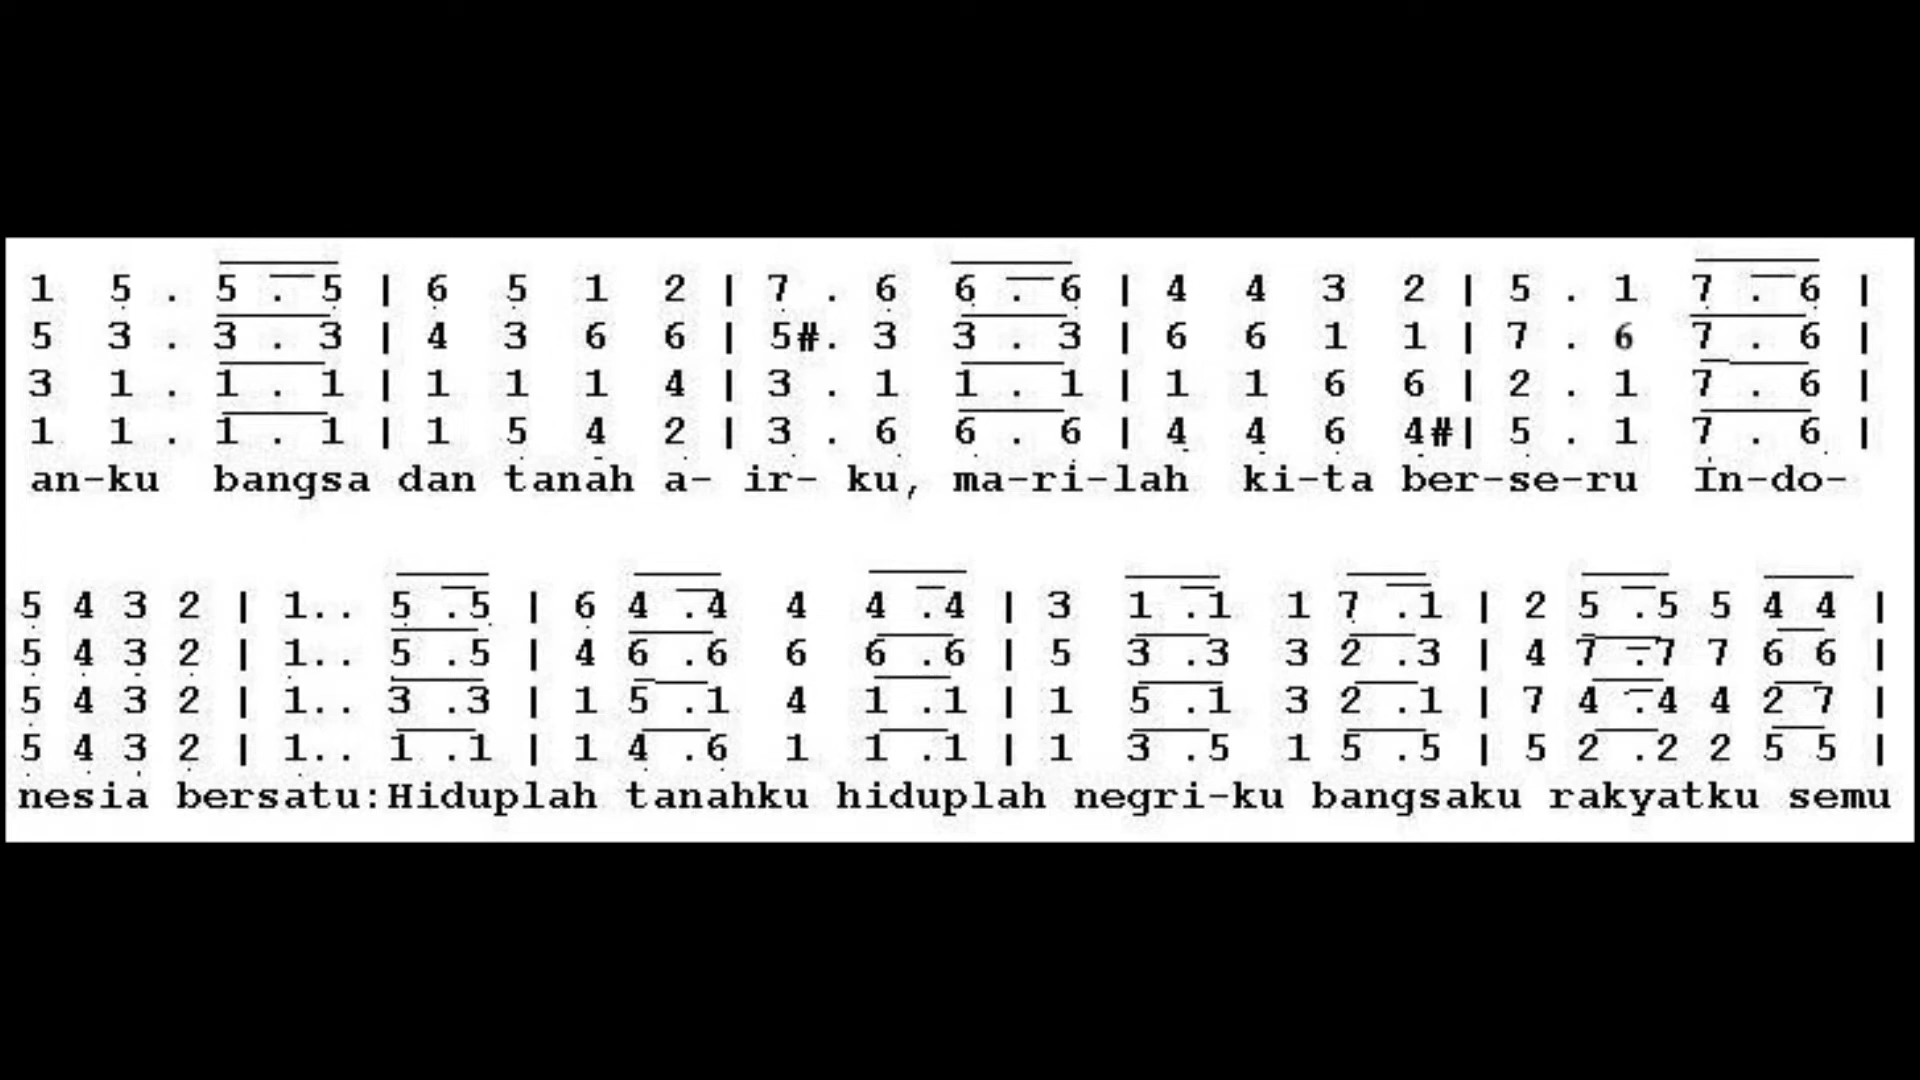 1 5 . 5 . 5 | 6 5 1 2 | 7 . 6 6 . 6 | 4 4 3 2 | 5 . 1 7 . 6 |
5 3 . 3 . 3 | 4 3 6 6 | 5#. 3 3 . 3 | 6 6 1 1 | 7 . 6 7 . 6 |
3 1 . 1 . 1 | 1 1 1 4 | 3 . 1 1 . 1 | 1 1 6 6 | 2 . 1 7 . 6 |
1 1 . 1 . 1 | 1 5 4 2 | 3 . 6 6 . 6 | 4 4 6 4#| 5 . 1 7 . 6 |
an-ku bangsa dan tanah a- ir- ku, ma-ri-lah ki-ta ber-se-ru In-do-
5 4 3 2 | 1.. 5 .5 | 6 4 .4 4 4 .4 | 3 1 .1 1 7 .1 | 2 5 .5 5 4 4 |
5 4 3 2 | 1.. 5 .5 | 4 6 .6 6 6 .6 | 5 3 .3 3 2 .3 | 4 7 .7 7 6 6 |
5 4 3 2 | 1.. 3 .3 | 1 5 .1 4 1 .1 | 1 5 .1 3 2 .1 | 7 4 .4 4 2 7 |
5 4 3 2 | 1.. 1 .1 | 1 4 .6 1 1 .1 | 1 3 .5 1 5 .5 | 5 2 .2 2 5 5 |
nesia bersatu:Hiduplah tanahku hiduplah negri-ku bangsaku rakyatku semu